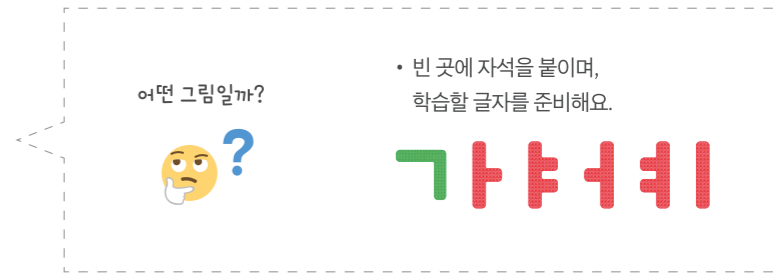 어떤 그림일까?
?
• 빈 곳에 자석을 붙이며,
학습할 글자를 준비해요.
ㄱ ㅏ ㅑ ㅓ ㅕ ㅣ